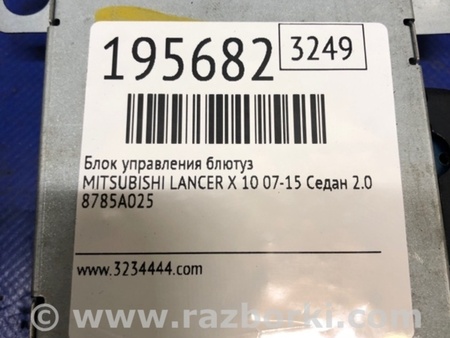 195682 3249
Блок управления блютуз
MITSUBISHI LANCER X 10 07-15 Седан 2.0
8785A025
www.3234444.com
© www.razborki.com